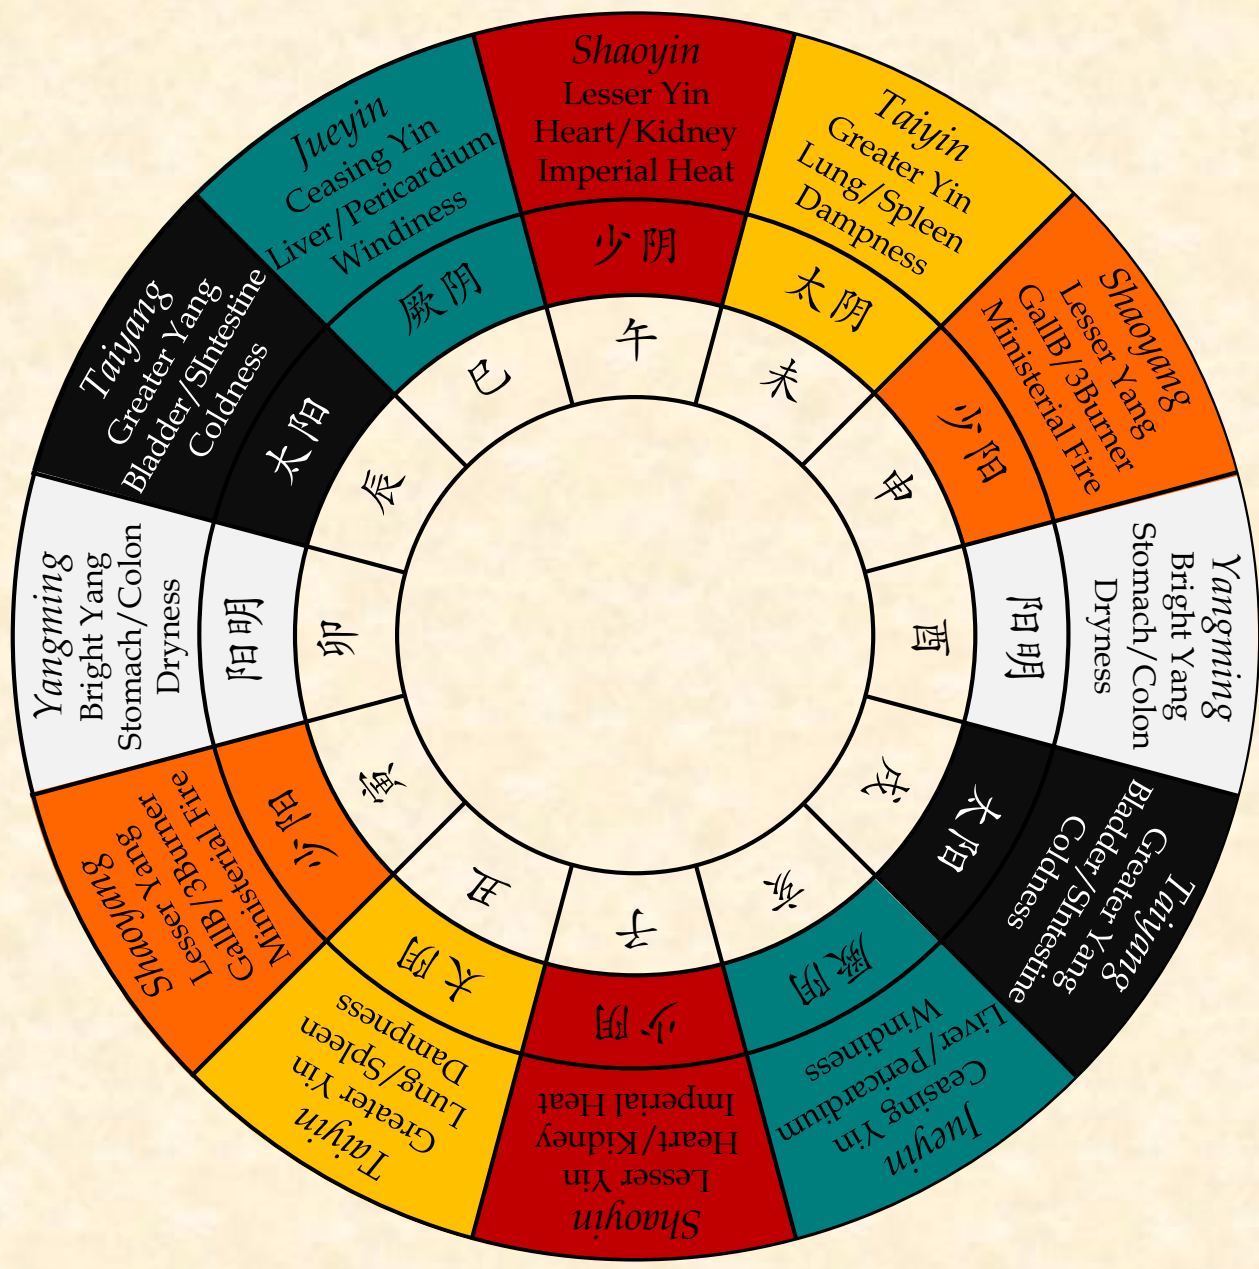 Shaoyin
Lesser Yin
Heart/Kidney
Imperial Heat
少阴
午
Taiyin
Greater Yin
Lung/Spleen
Dampness
太阴
未
Shaoyang
Lesser Yang
GallB/3Burner
Ministerial Fire
少阳
申
Yangming
Bright Yang
Stomach/Colon
Dryness
阳明
酉
Taiyang
Greater Yang
Bladder/SIntestine
Coldness
太阳
戌
Jueyin
Ceasing Yin
Liver/Pericardium
Windiness
厥阴
亥
Shaoyin
Lesser Yin
Heart/Kidney
Imperial Heat
少阴
子
Taiyin
Greater Yin
Lung/Spleen
Dampness
太阴
丑
Shaoyang
Lesser Yang
GallB/3Burner
Ministerial Fire
少阳
寅
Yangming
Bright Yang
Stomach/Colon
Dryness
阳明
卯
Taiyang
Greater Yang
Bladder/SIntestine
Coldness
太阳
辰
Jueyin
Ceasing Yin
Liver/Pericardium
Windiness
厥阴
巳